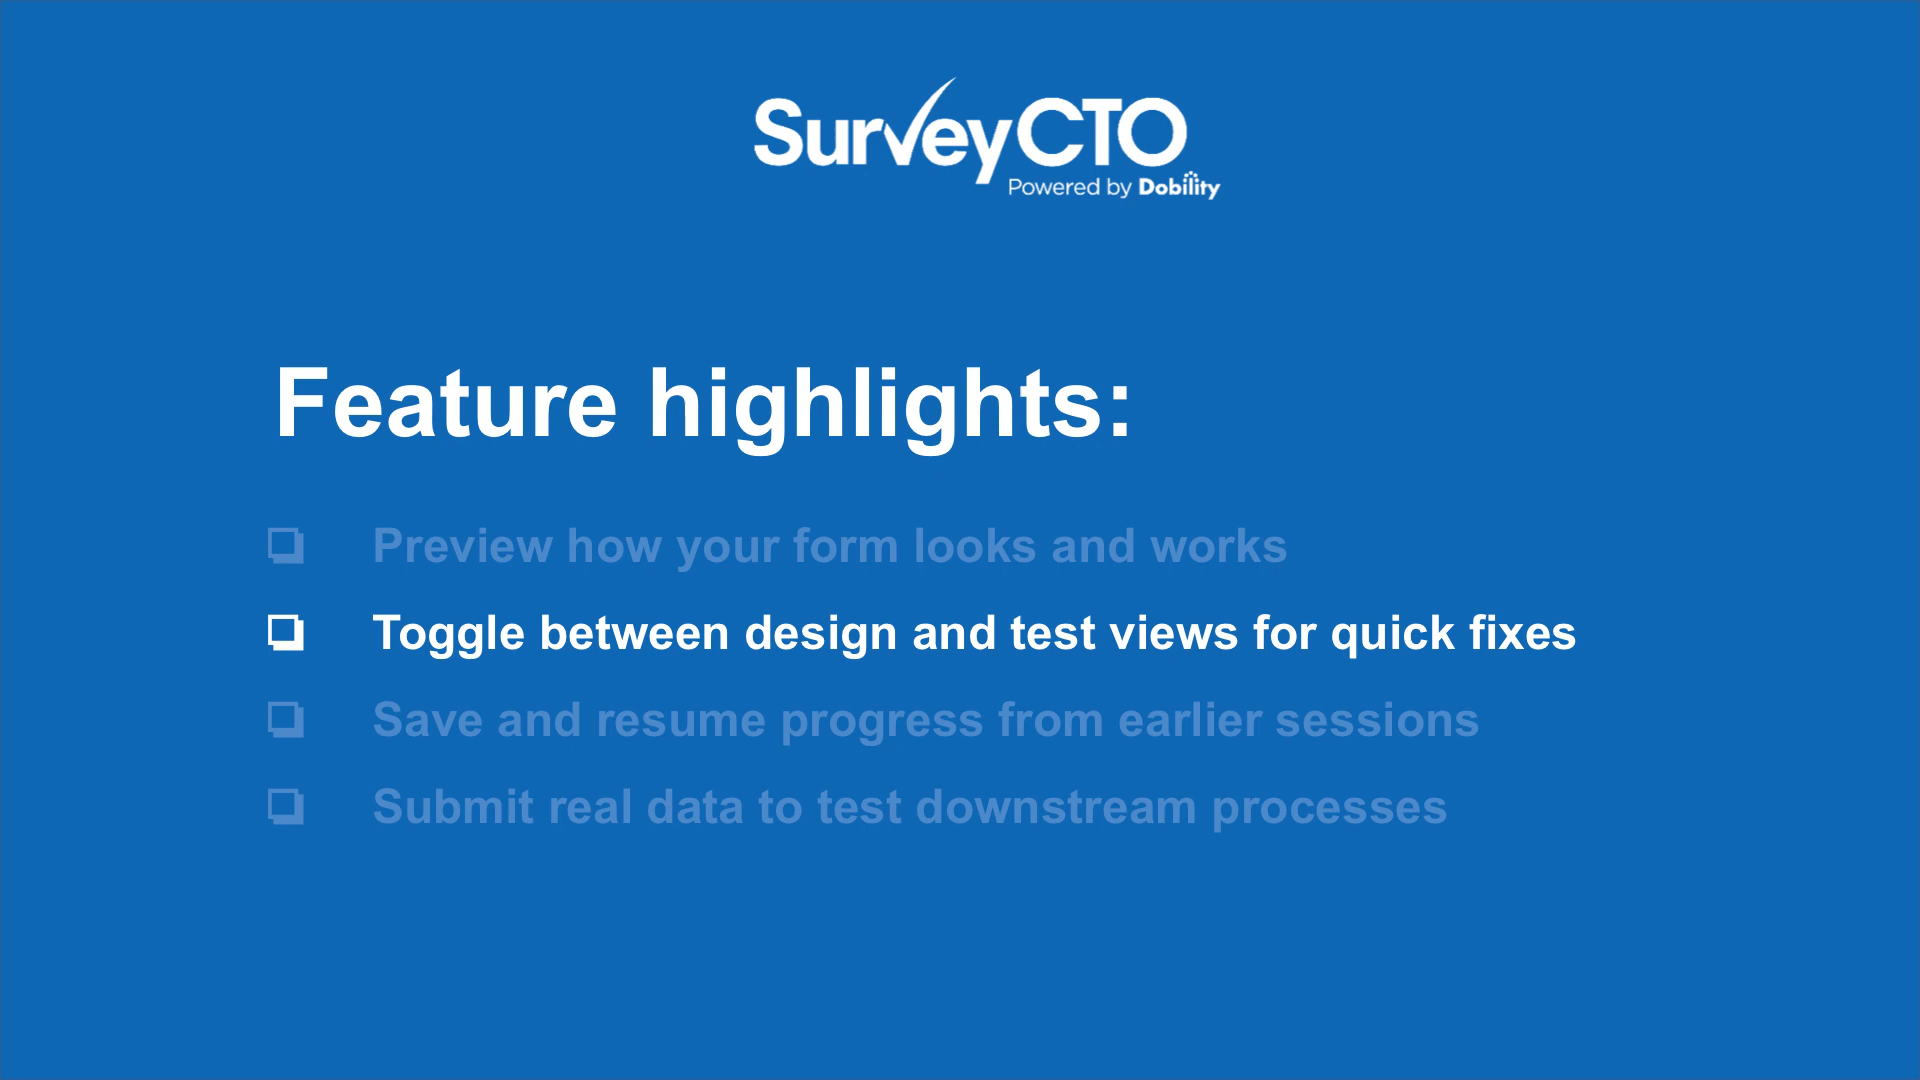 SurveyCTO
Powered by Dobility
Feature highlights:
❏ Preview how your form looks and works
❏ Toggle between design and test views for quick fixes
❏ Save and resume progress from earlier sessions
❏ Submit real data to test downstream processes